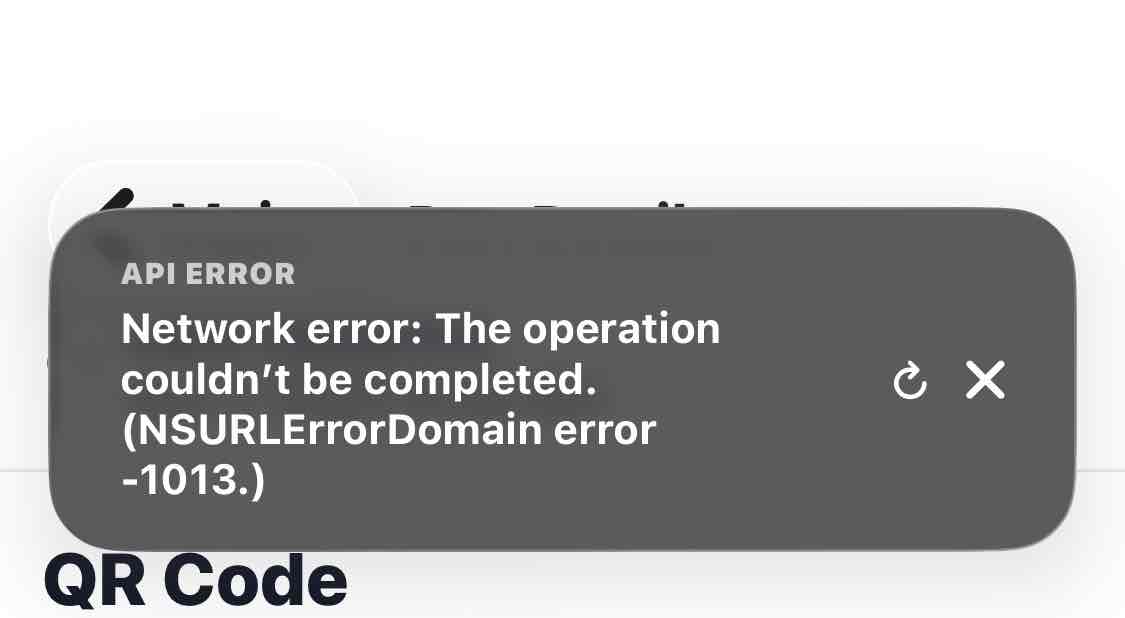 API ERROR
Network error: The operation
couldn’t be completed.
(NSURLErrorDomain error
-1013.)
QR Code